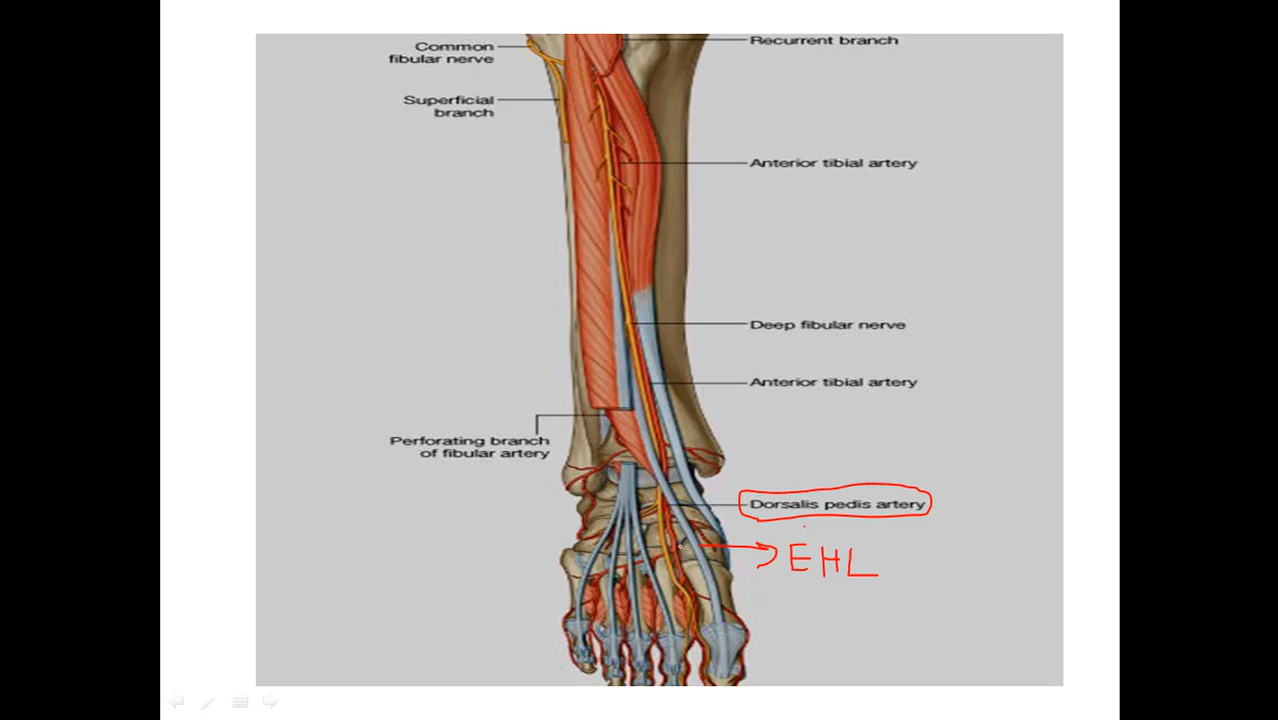 Common
fibular nerve
Recurrent branch
Superficial
branch
Anterior tibial artery
Deep fibular nerve
Anterior tibial artery
Perforating branch
of fibular artery
Dorsalis pedis artery
EHL